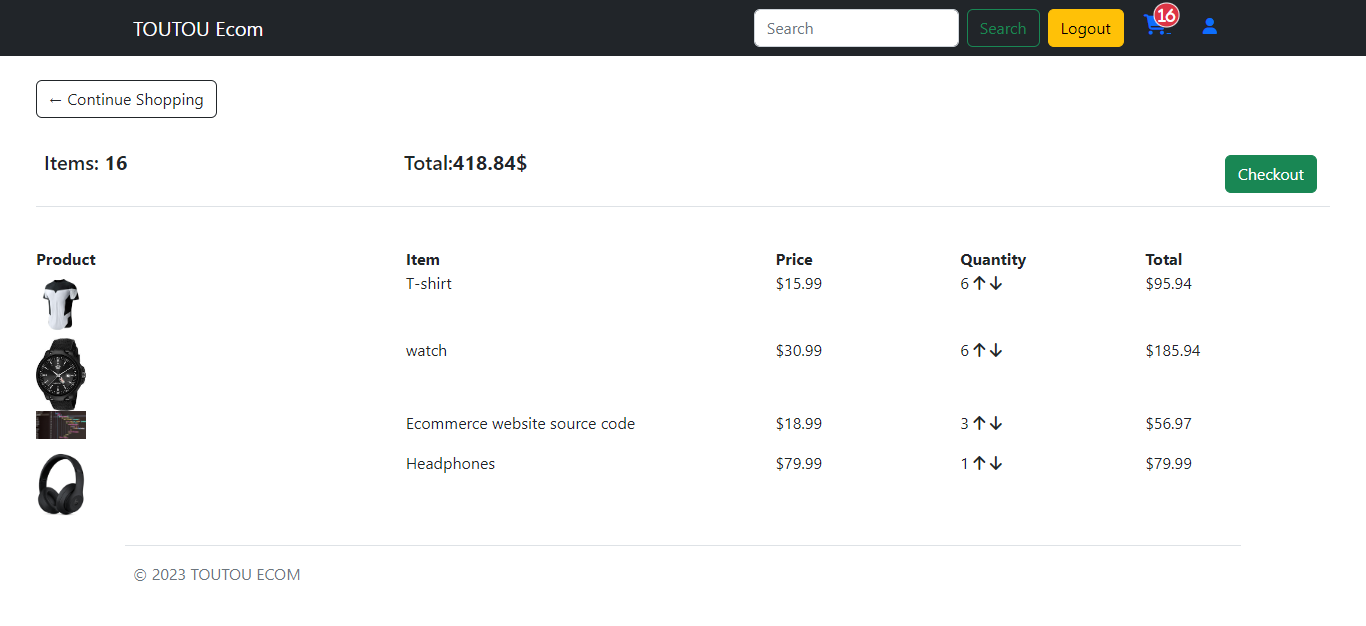 TOUTOU Ecom Search Search Logout 16
← Continue Shopping
Items: 16 Total:418.84$ Checkout
Product Item Price Quantity Total
T-shirt $15.99 6 $95.94
watch $30.99 6 $185.94
Ecommerce website source code $18.99 3 $56.97
Headphones $79.99 1 $79.99
© 2023 TOUTOU ECOM